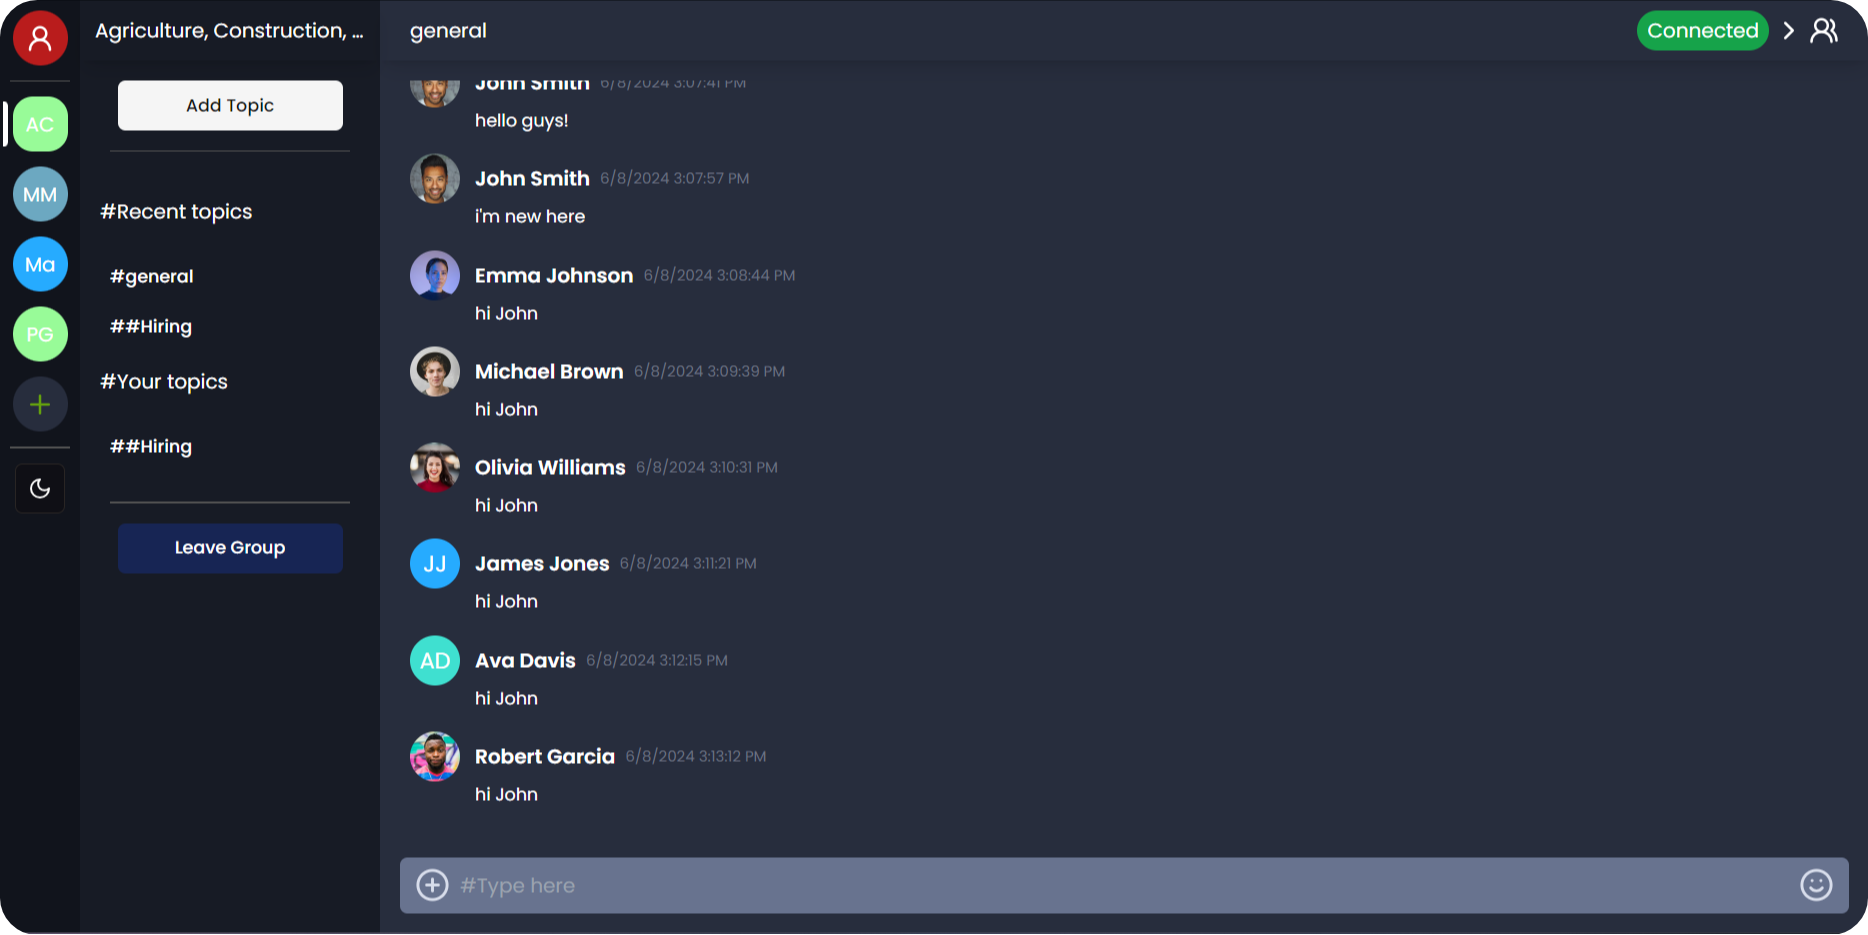 Agriculture, Construction, ...
general
Connected
AC
MM
Ma
PG
Add Topic
#Recent topics
#general
##Hiring
#Your topics
##Hiring
Leave Group
John Smith 6/8/2024 3:07:41 PM
hello guys!
John Smith 6/8/2024 3:07:57 PM
i'm new here
Emma Johnson 6/8/2024 3:08:44 PM
hi John
Michael Brown 6/8/2024 3:09:39 PM
hi John
Olivia Williams 6/8/2024 3:10:31 PM
hi John
JJ James Jones 6/8/2024 3:11:21 PM
hi John
AD Ava Davis 6/8/2024 3:12:15 PM
hi John
Robert Garcia 6/8/2024 3:13:12 PM
hi John
#Type here